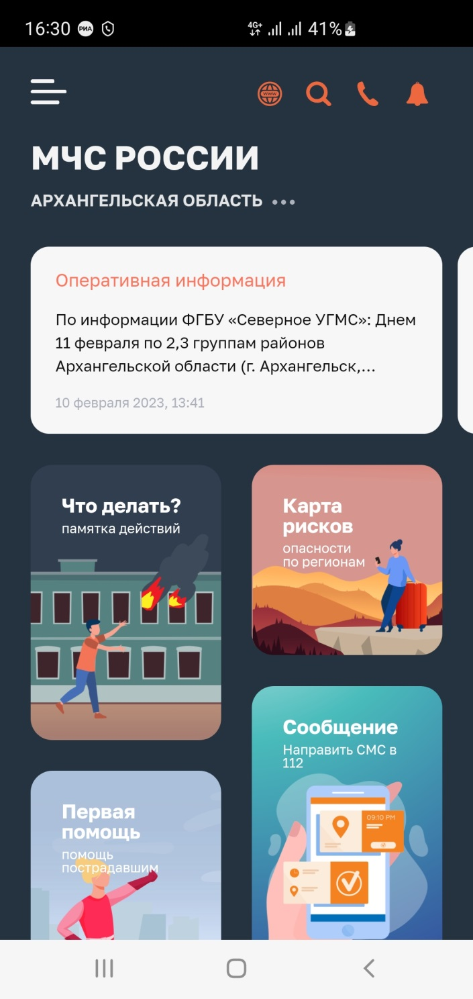 16:30 РИА 4G+ 41%
www
МЧС РОССИИ
АРХАНГЕЛЬСКАЯ ОБЛАСТЬ
Оперативная информация
По информации ФГБУ «Северное УГМС»: Днем
11 февраля по 2,3 группам районов
Архангельской области (г. Архангельск,...
10 февраля 2023, 13:41
Что делать?
памятка действий
Карта
рисков
опасности
по регионам
Сообщение
Направить СМС в
112
09:10 PM
Первая
помощь
помощь
пострадавшим